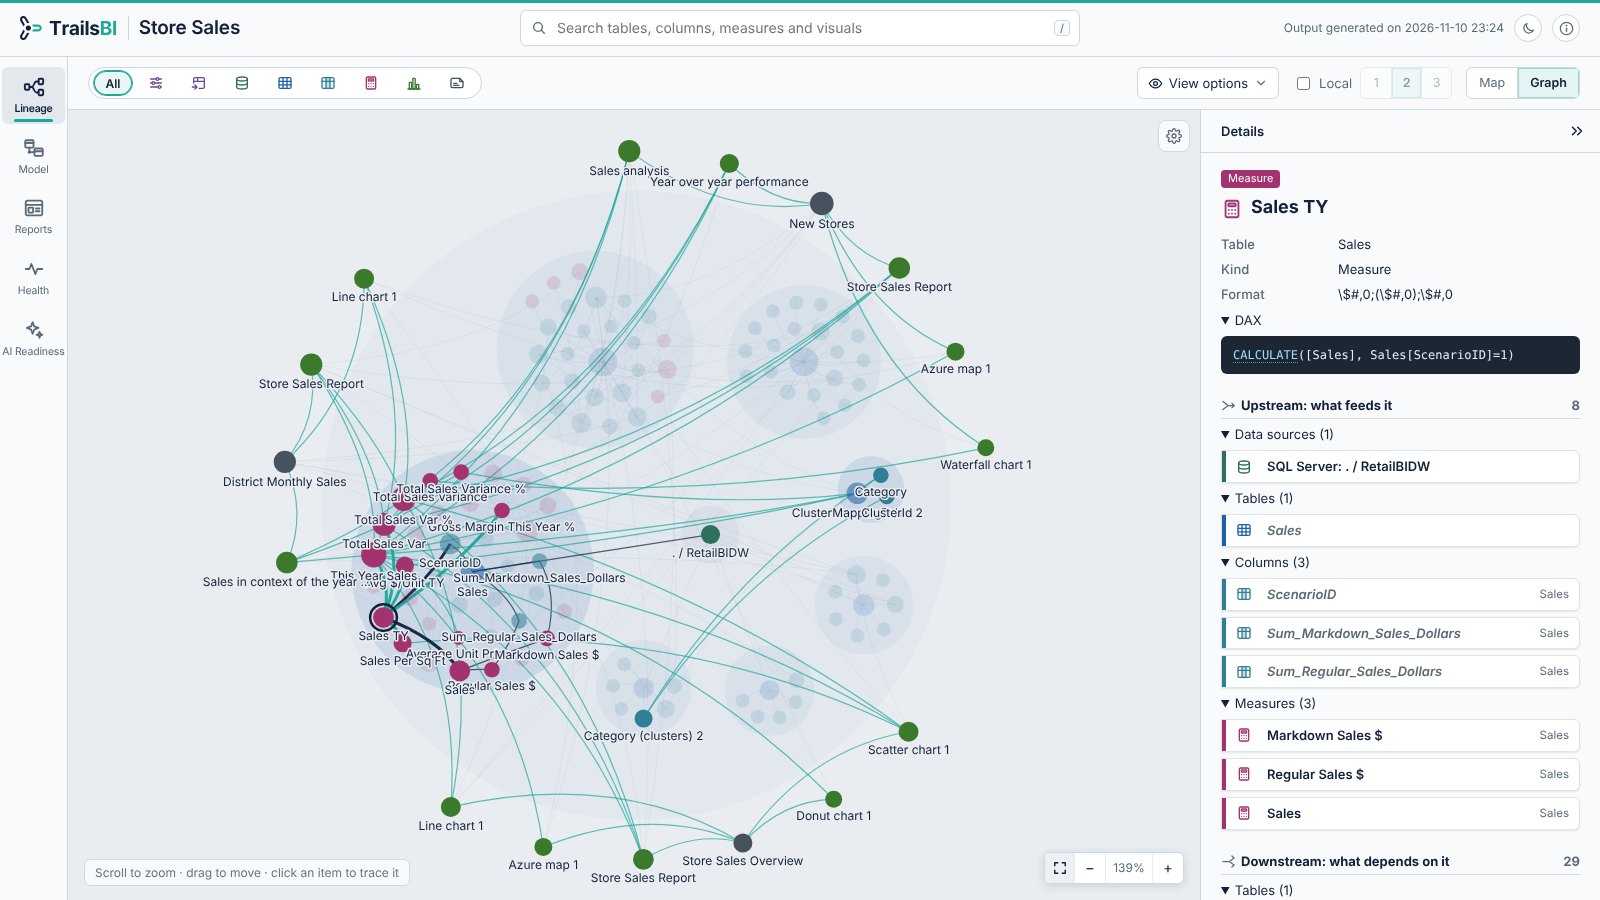 TrailsBI
Store Sales
Search tables, columns, measures and visuals
/
Output generated on 2026-11-10 23:24
Lineage
Model
Reports
Health
AI Readiness
All
View options
Local
1
2
3
Map
Graph
Sales analysis
Year over year performance
New Stores
Store Sales Report
Line chart 1
Azure map 1
Store Sales Report
Waterfall chart 1
District Monthly Sales
Total Sales Variance %
Total Sales Variance
Category
ClusterId 2
Total Sales Var %
Gross Margin This Year %
Total Sales Var
. / RetailBIDW
ScenarioID
This Year Sales
Sum_Markdown_Sales_Dollars
Sales in context of the year ...
Sales
Sales TY
Sum_Regular_Sales_Dollars
Markdown Sales $
Sales Per Sq Ft
Regular Sales $
Sales
Category (clusters) 2
Scatter chart 1
Line chart 1
Donut chart 1
Azure map 1
Store Sales Overview
Store Sales Report
Scroll to zoom · drag to move · click an item to trace it
−
139%
+
Details
Measure
Sales TY
Table Sales
Kind Measure
Format \$#,0;(\$#,0);\$#,0
DAX
CALCULATE([Sales], Sales[ScenarioID]=1)
Upstream: what feeds it 8
Data sources (1)
SQL Server: . / RetailBIDW
Tables (1)
Sales
Columns (3)
ScenarioID Sales
Sum_Markdown_Sales_Dollars Sales
Sum_Regular_Sales_Dollars Sales
Measures (3)
Markdown Sales $ Sales
Regular Sales $ Sales
Sales Sales
Downstream: what depends on it 29
Tables (1)